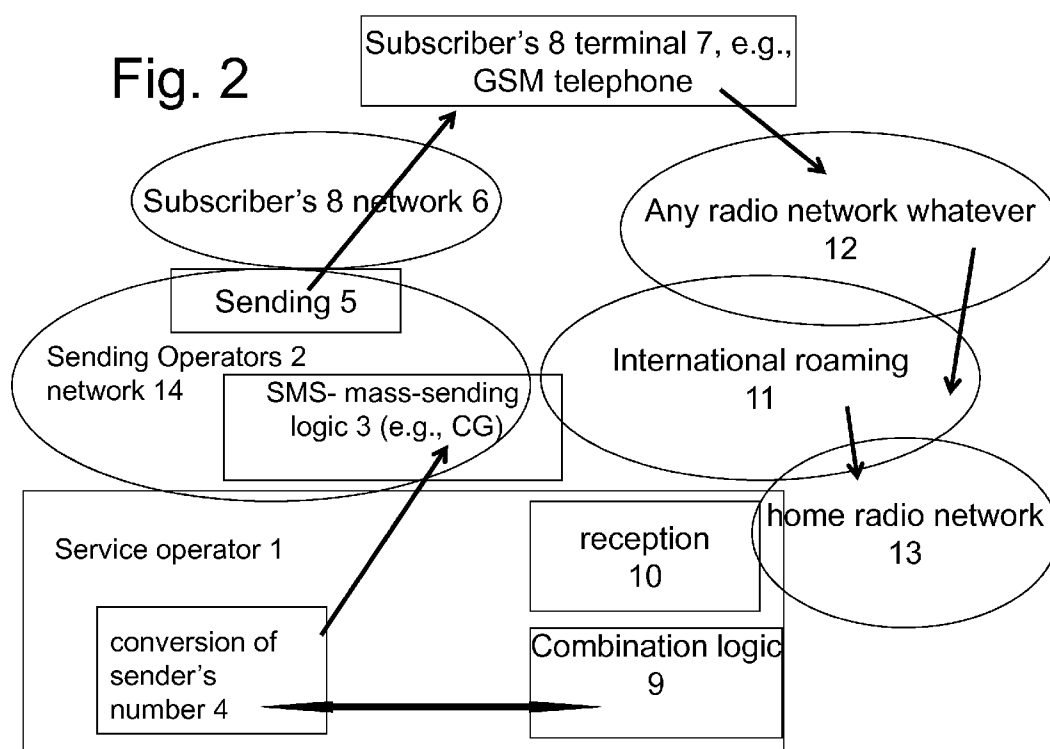 Fig. 2
Subscriber's 8 terminal 7, e.g.,
GSM telephone
Subscriber's 8 network 6
Any radio network whatever
12
Sending 5
Sending Operators 2
network 14
SMS- mass-sending
logic 3 (e.g., CG)
International roaming
11
home radio network
13
Service operator 1
reception
10
conversion of
sender's
number 4
Combination logic
9